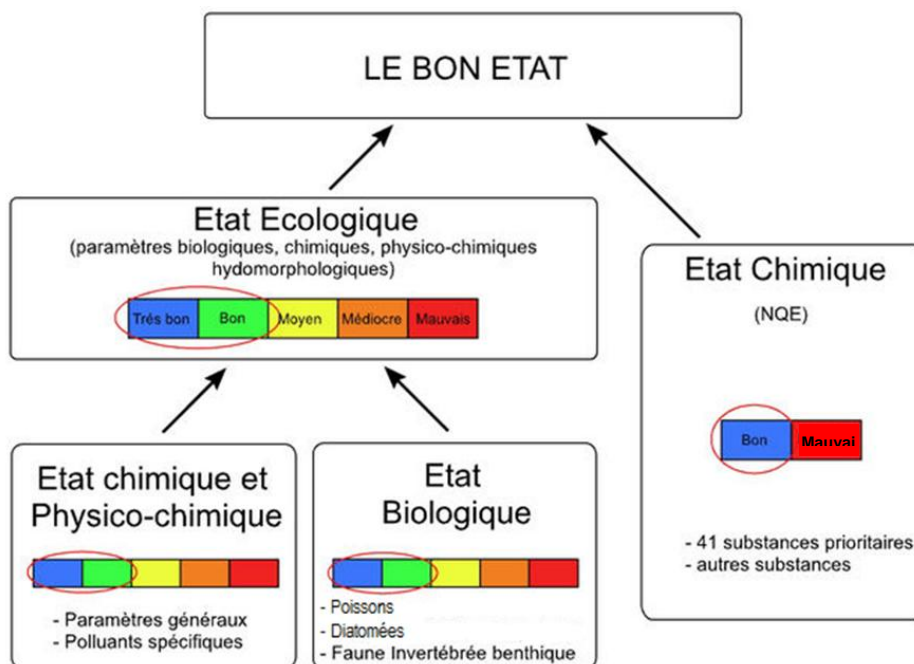 LE BON ETAT
Etat Ecologique
(paramètres biologiques, chimiques, physico-chimiques
hydomorphologiques)
Trés bon Bon Moyen Médiocre Mauvais
Etat Chimique
(NQE)
Bon Mauvai
- 41 substances prioritaires
- autres substances
Etat chimique et
Physico-chimique
- Paramètres généraux
- Polluants spécifiques
Etat
Biologique
- Poissons
- Diatomées
- Faune Invertébrée benthique